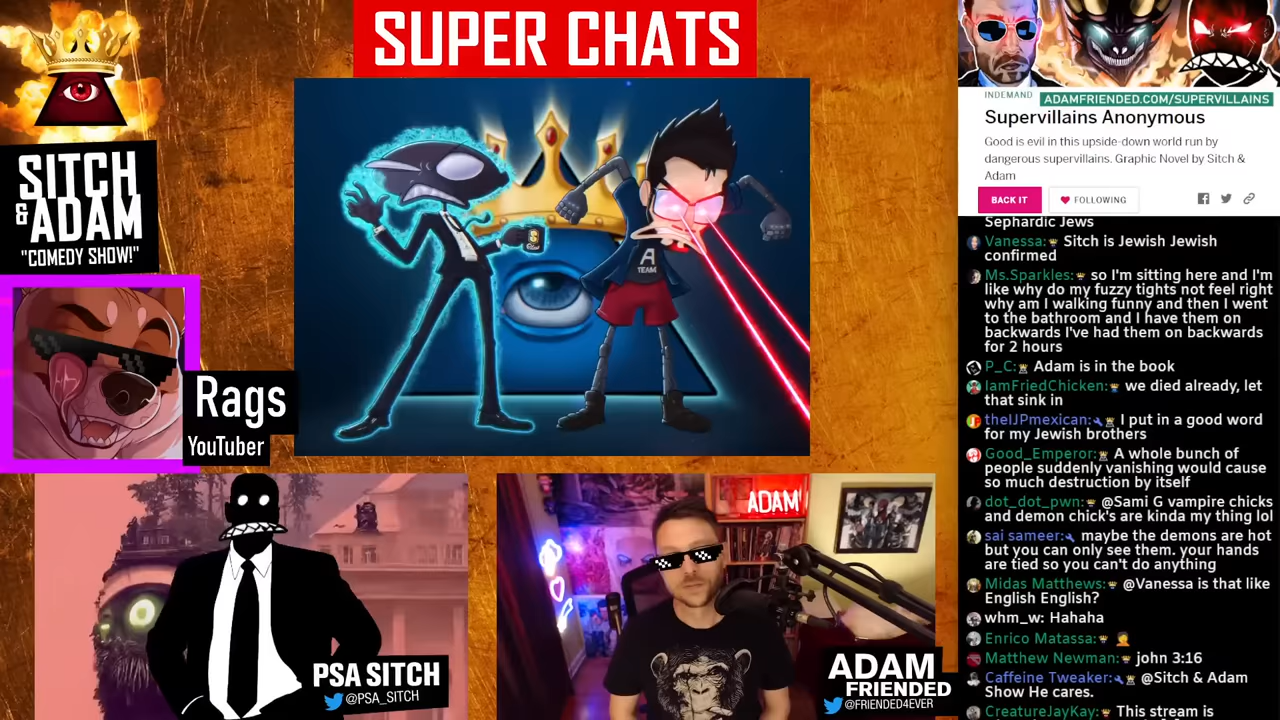 SUPER CHATS
SITCH
& ADAM
"COMEDY SHOW!"
Rags
YouTuber
A
TEAM
PSA SITCH
@PSA_SITCH
ADAM
ADAM
FRIENDED
@FRIENDED4EVER
INDEMAND
ADAMFRIENDED.COM/SUPERVILLAINS
Supervillains Anonymous
Good is evil in this upside-down world run by
dangerous supervillains. Graphic Novel by Sitch &
Adam
BACK IT
FOLLOWING
Sephardic Jews
Vanessa: Sitch is Jewish Jewish
confirmed
Ms.Sparkles: so I'm sitting here and I'm
like why do my fuzzy tights not feel right
why am I walking funny and then I went
to the bathroom and I have them on
backwards I've had them on backwards
for 2 hours
P_C: Adam is in the book
IamFriedChicken: we died already, let
that sink in
theIJPmexican: I put in a good word
for my Jewish brothers
Good_Emperor: A whole bunch of
people suddenly vanishing would cause
so much destruction by itself
dot_dot_pwn: @Sami G vampire chicks
and demon chick's are kinda my thing lol
sai sameer: maybe the demons are hot
but you can only see them. your hands
are tied so you can't do anything
Midas Matthews: @Vanessa is that like
English English?
whm_w: Hahaha
Enrico Matassa:
Matthew Newman: john 3:16
Caffeine Tweaker: @Sitch & Adam
Show He cares.
CreatureJayKay: This stream is